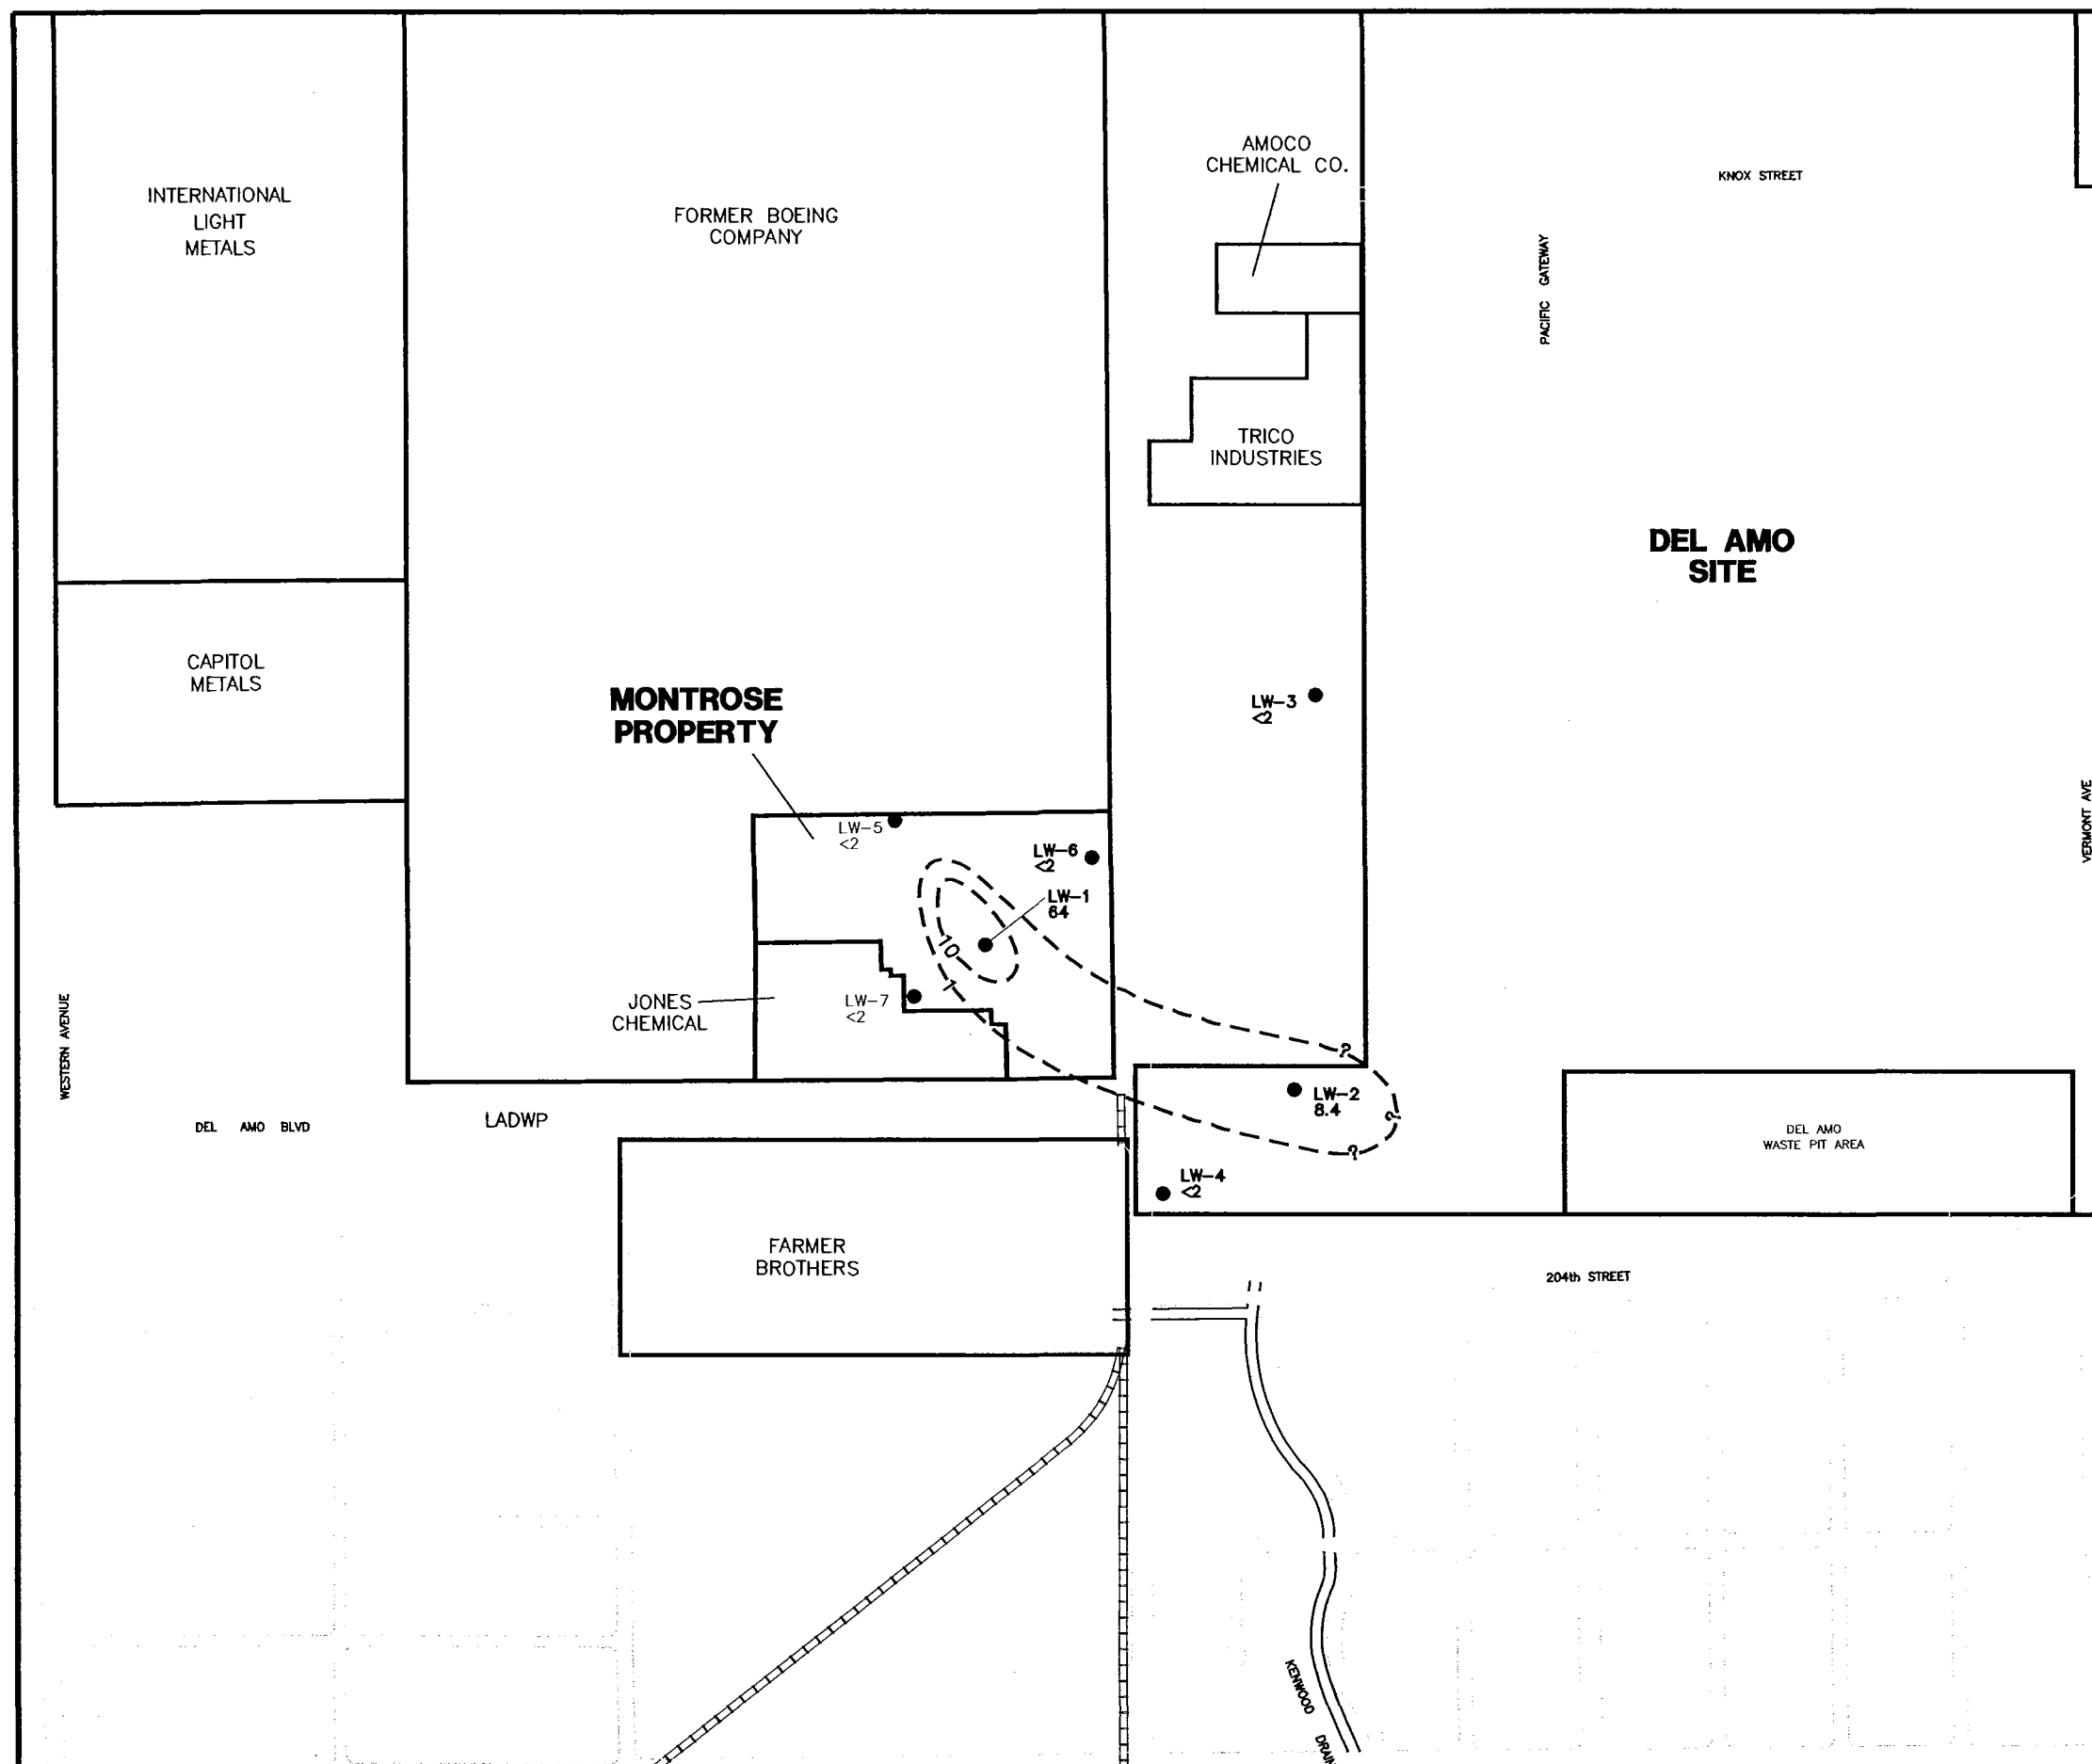 AMOCO
CHEMICAL CO.
KNOX STREET
INTERNATIONAL
LIGHT
METALS
FORMER BOEING
COMPANY
PACIFIC GATEWAY
TRICO
INDUSTRIES
DEL AMO
SITE
CAPITOL
METALS
MONTROSE
PROPERTY
LW-3
<2
VERMONT AVE
LW-5
<2
LW-6
<2
LW-1
64
10
1
JONES
CHEMICAL
LW-7
<2
WESTERN AVENUE
?
LW-2
8.4
?
?
DEL AMO BLVD
LADWP
DEL AMO
WASTE PIT AREA
LW-4
<2
FARMER
BROTHERS
204th STREET
KENWOOD DRAIN